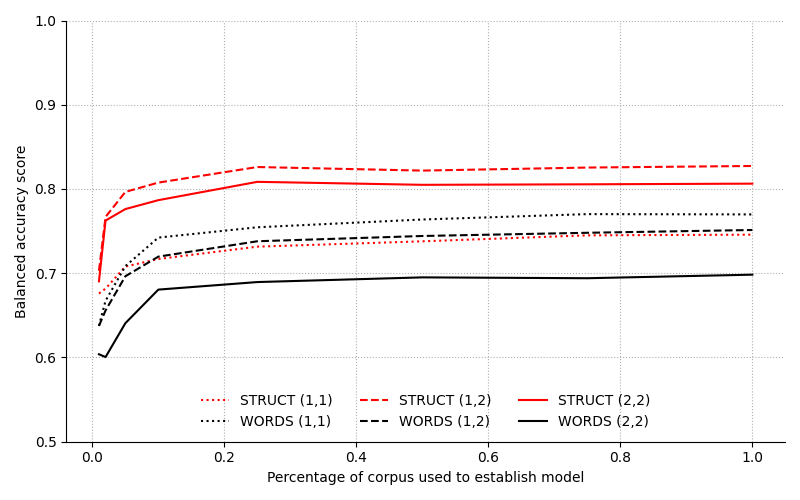 1.0
0.9
0.8
0.7
0.6
0.5
Balanced accuracy score
STRUCT (1,1) STRUCT (1,2) STRUCT (2,2)
WORDS (1,1) WORDS (1,2) WORDS (2,2)
0.0 0.2 0.4 0.6 0.8 1.0
Percentage of corpus used to establish model